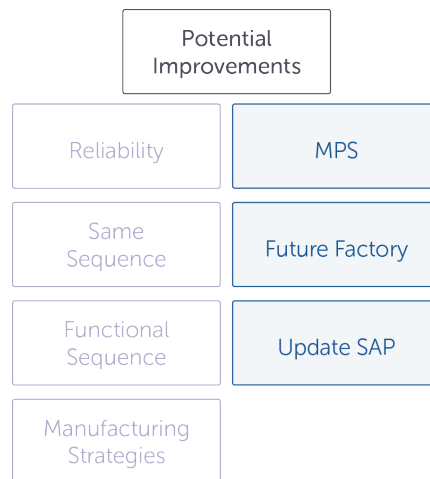 Potential
Improvements
Reliability
MPS
Same
Sequence
Future Factory
Functional
Sequence
Update SAP
Manufacturing
Strategies